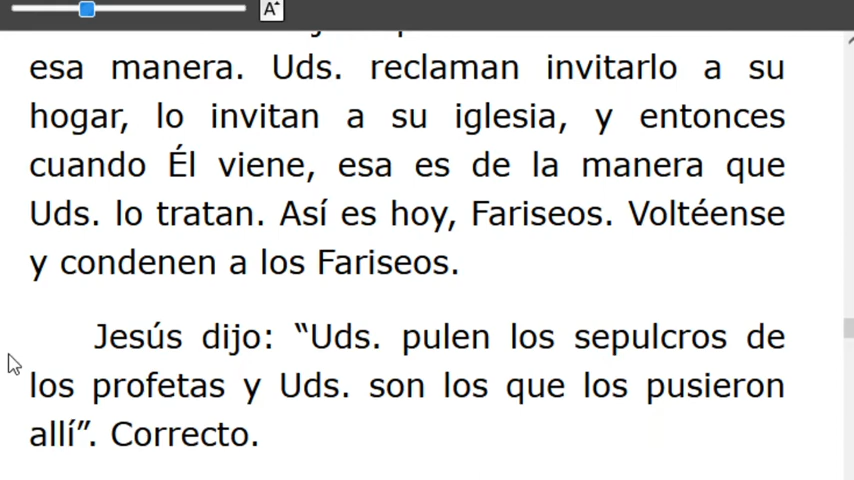 esa manera. Uds. reclaman invitarlo a su
hogar, lo invitan a su iglesia, y entonces
cuando Él viene, esa es de la manera que
Uds. lo tratan. Así es hoy, Fariseos. Voltéense
y condenen a los Fariseos.
Jesús dijo: “Uds. pulen los sepulcros de
los profetas y Uds. son los que los pusieron
allí”. Correcto.